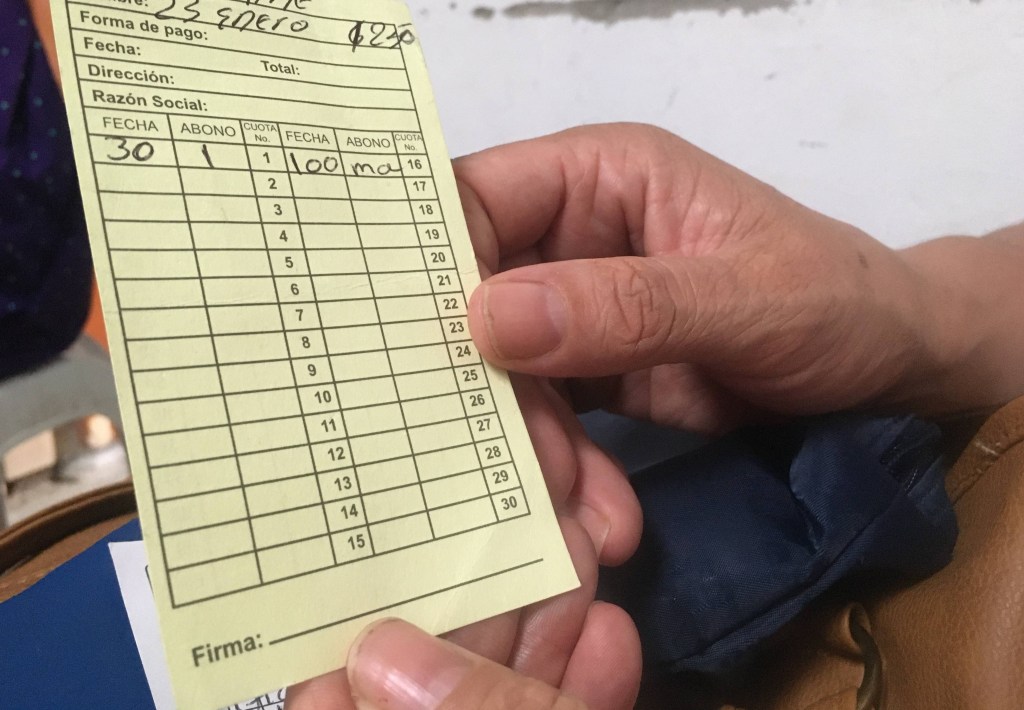 23 Enero $230
Forma de pago:
Fecha: Total:
Dirección:
Razón Social:
FECHA ABONO CUOTA No. FECHA ABONO CUOTA No.
30 1 1 100 ma 16
2 17
3 18
4 19
5 20
6 21
7 22
8 23
9 24
10 25
11 26
12 27
13 28
14 29
15 30
Firma: